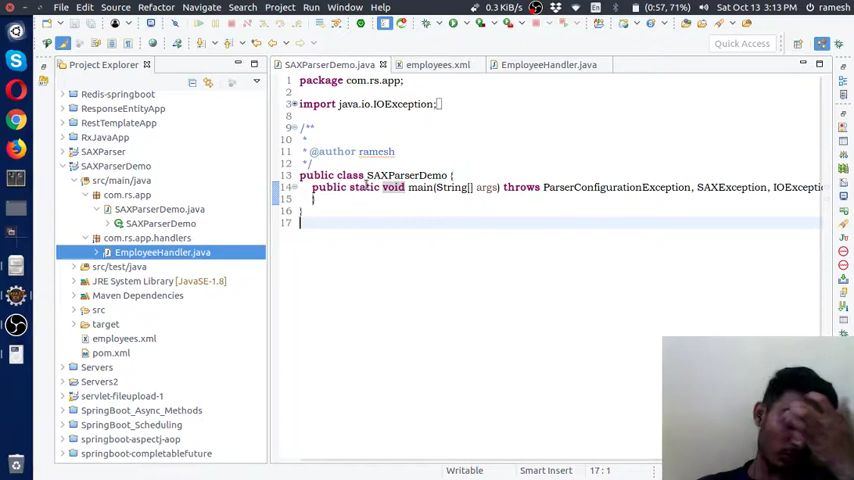 File Edit Source Refactor Navigate Search Project Run Window Help
0.3 KiB/s
En
(0:57, 71%)
Sat Oct 13 3:13 PM
ramesh
Quick Access
Project Explorer
SAXParserDemo.java
employees.xml
EmployeeHandler.java
Redis-springboot
ResponseEntityApp
RestTemplateApp
RxJavaApp
SAXParser
SAXParserDemo
src/main/java
com.rs.app
SAXParserDemo.java
SAXParserDemo
com.rs.app.handlers
EmployeeHandler.java
src/test/java
JRE System Library [JavaSE-1.8]
Maven Dependencies
src
target
employees.xml
pom.xml
Servers
Servers2
servlet-fileupload-1
SpringBoot_Async_Methods
SpringBoot_Scheduling
springboot-aspectj-aop
springboot-completablefuture
1 package com.rs.app;
2
3 import java.io.IOException;
8
9 /**
10 *
11 * @author ramesh
12 */
13 public class SAXParserDemo {
14 public static void main(String[] args) throws ParserConfigurationException, SAXException, IOExceptio
15 }
16 }
17
Writable
Smart Insert
17 : 1